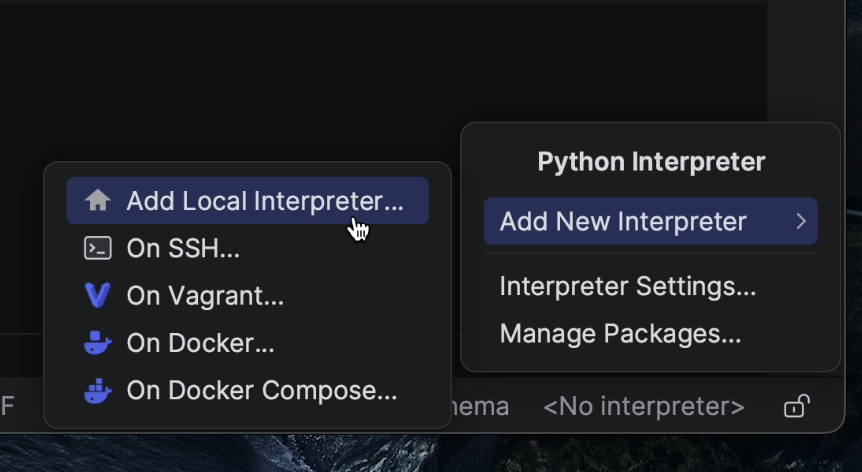 Python Interpreter
Add New Interpreter
Interpreter Settings...
Manage Packages...
Add Local Interpreter...
On SSH...
On Vagrant...
On Docker...
On Docker Compose...
F
<No interpreter>